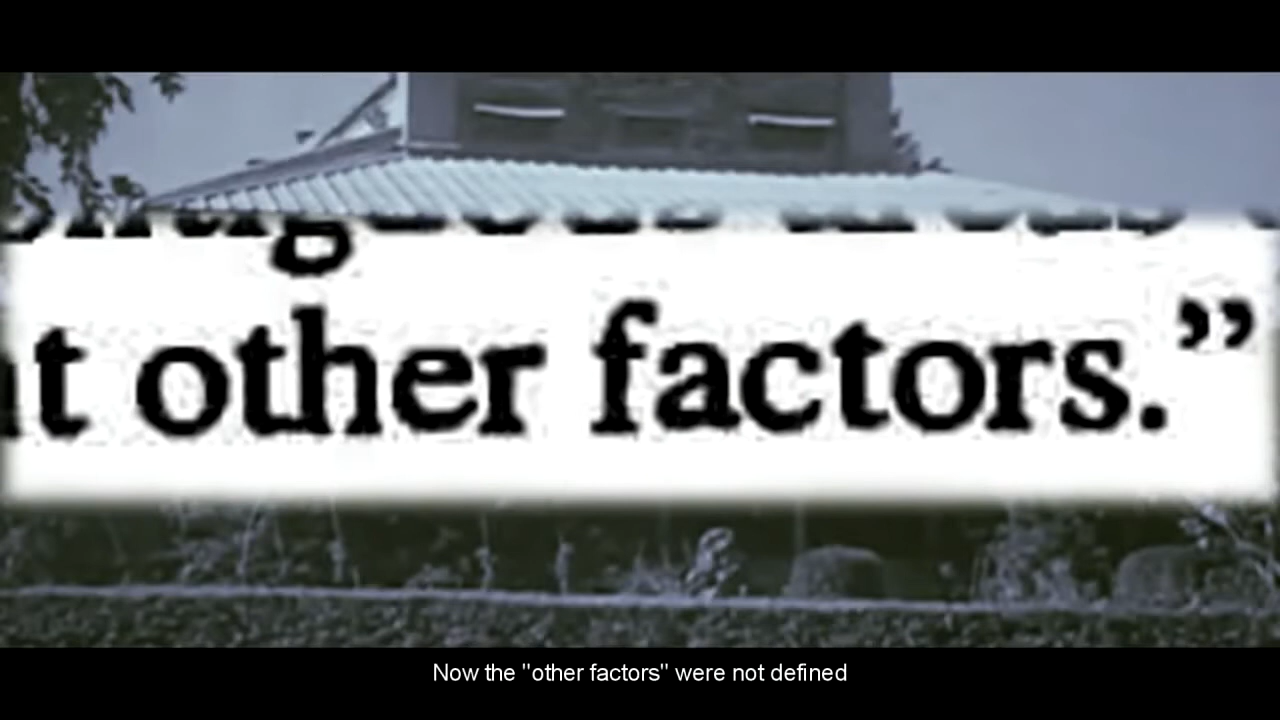 other factors.”
Now the "other factors" were not defined